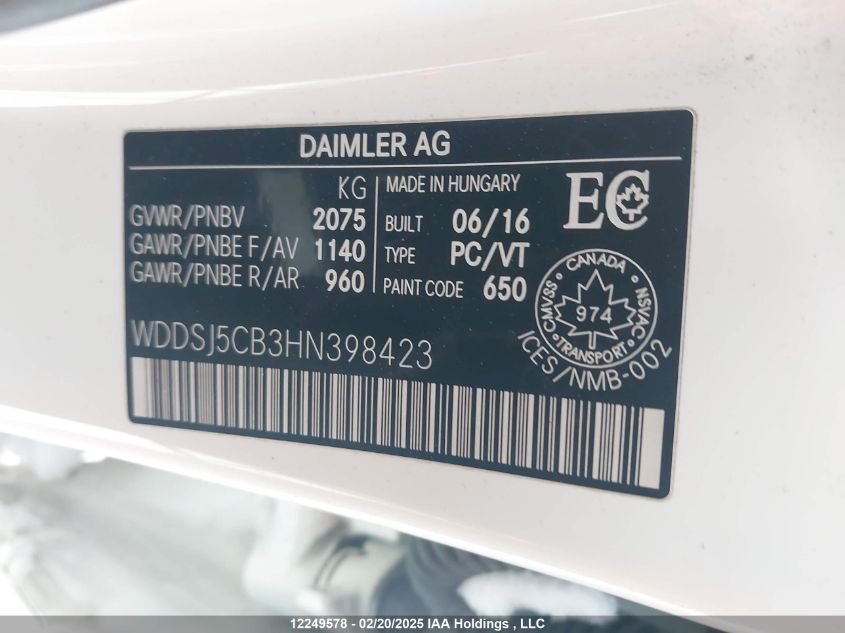 DAIMLER AG
KG
GVWR/PNBV 2075
GAWR/PNBE F/AV 1140
GAWR/PNBE R/AR 960
MADE IN HUNGARY
BUILT 06/16
TYPE PC/VT
PAINT CODE 650
EC
CANADA
CMVSS 974 NSVAC
TRANSPORT
ICES/NMB-002
WDDSJ5CB3HN398423
12249578 - 02/20/2025 IAA Holdings, LLC